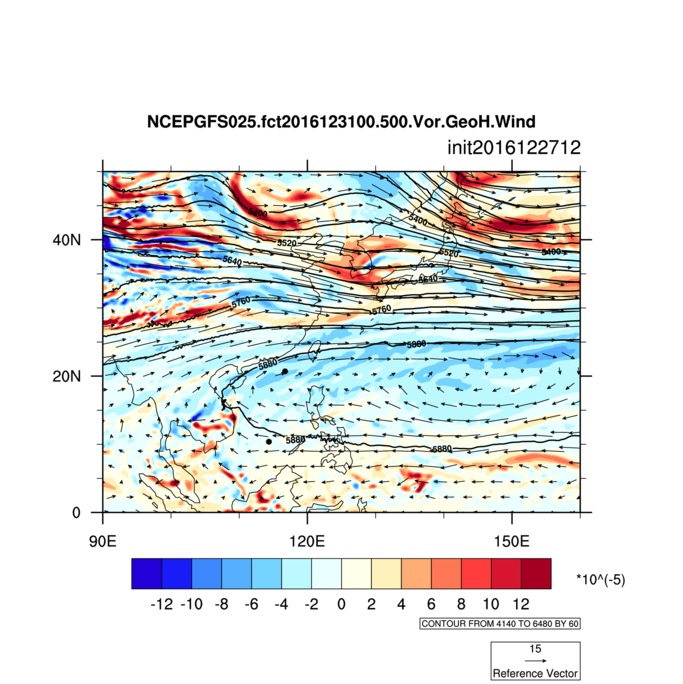 NCEPGFS025.fct2016123100.500.Vor.GeoH.Wind
init2016122712
5400
5400
5520
5520
5400
5640
5640
5760
5760
5880
5880
5880
5880
40N
20N
0
90E 120E 150E
-12 -10 -8 -6 -4 -2 0 2 4 6 8 10 12
*10^(-5)
CONTOUR FROM 4140 TO 6480 BY 60
15
Reference Vector